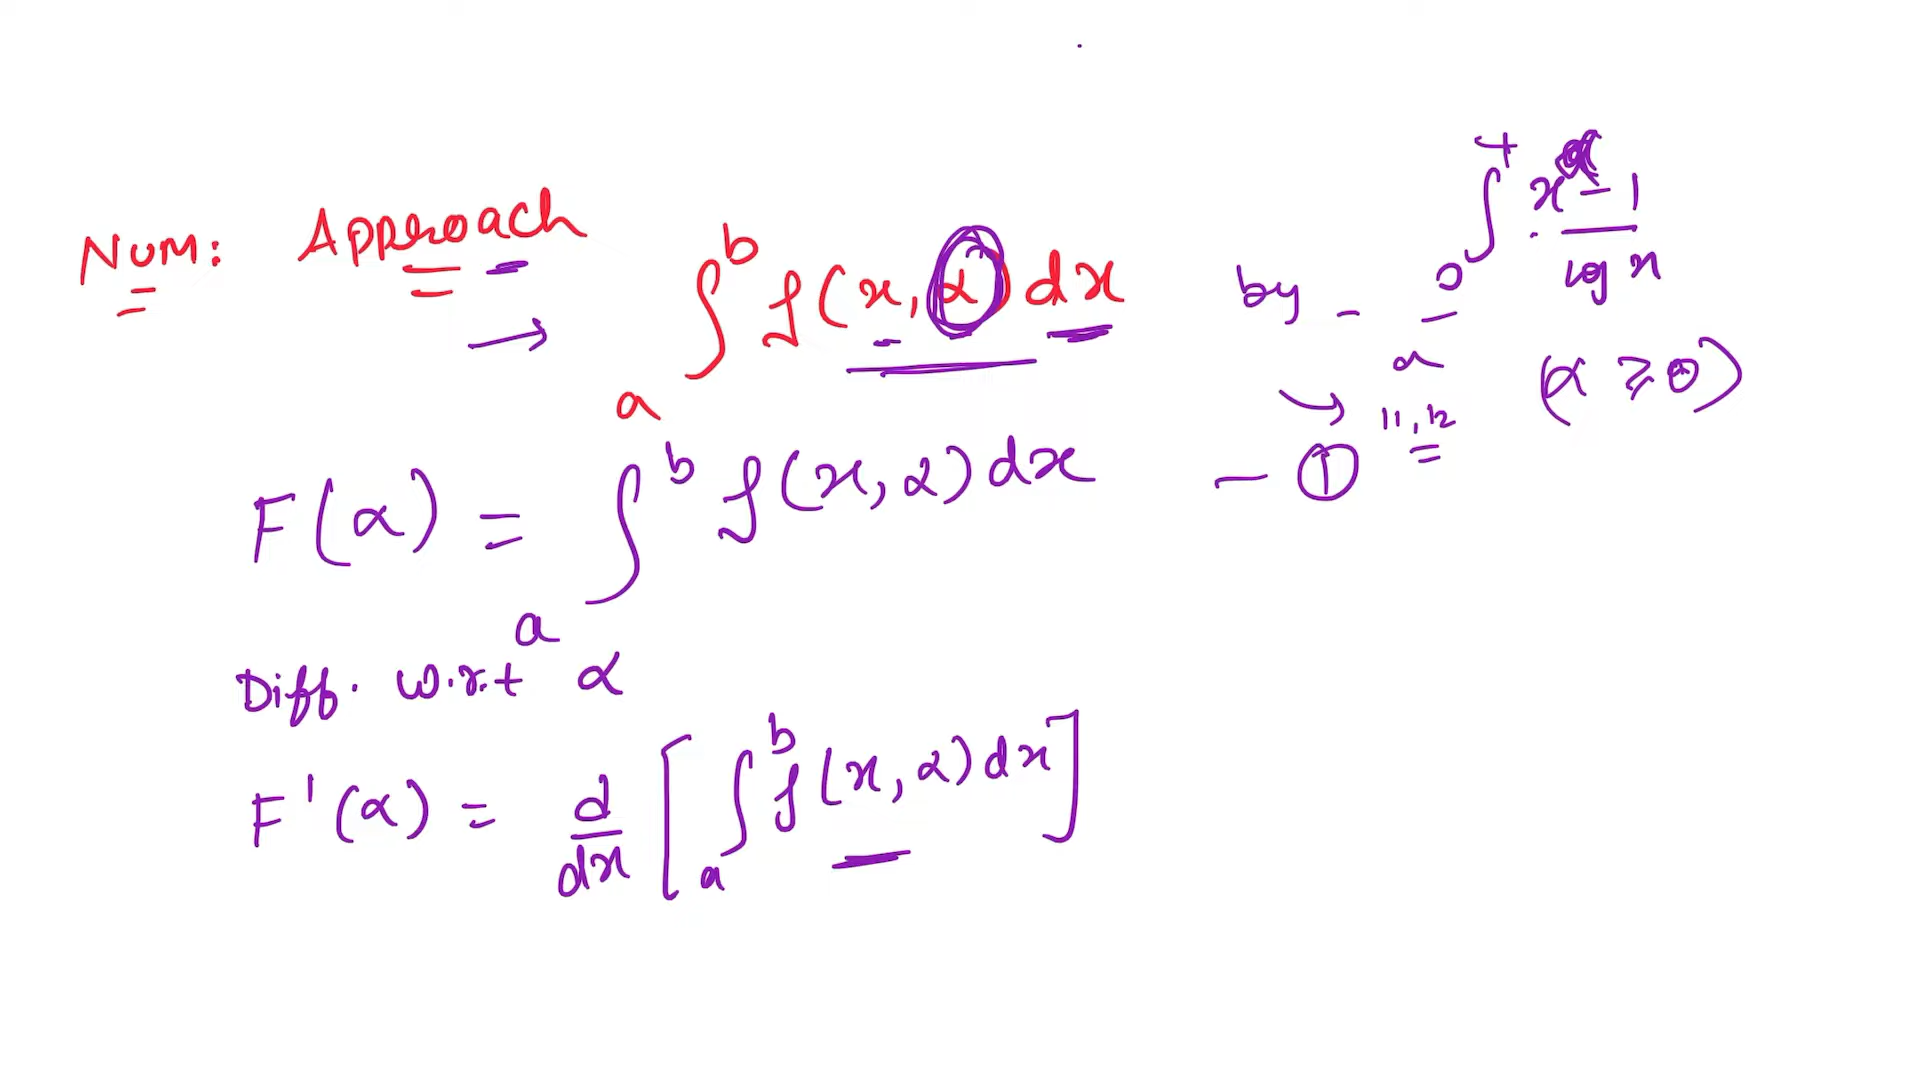 Num: Approach
→ ∫_a^b f(x, α) dx by - -
∫_0^1 x^α - 1 / log x
α (α ≥ 0)
→ 11, 12
F(α) = ∫_a^b f(x, α) dx - ①
Diff. w.r.t α
F'(α) = d/dx [ ∫_a^b f(x, α) dx ]